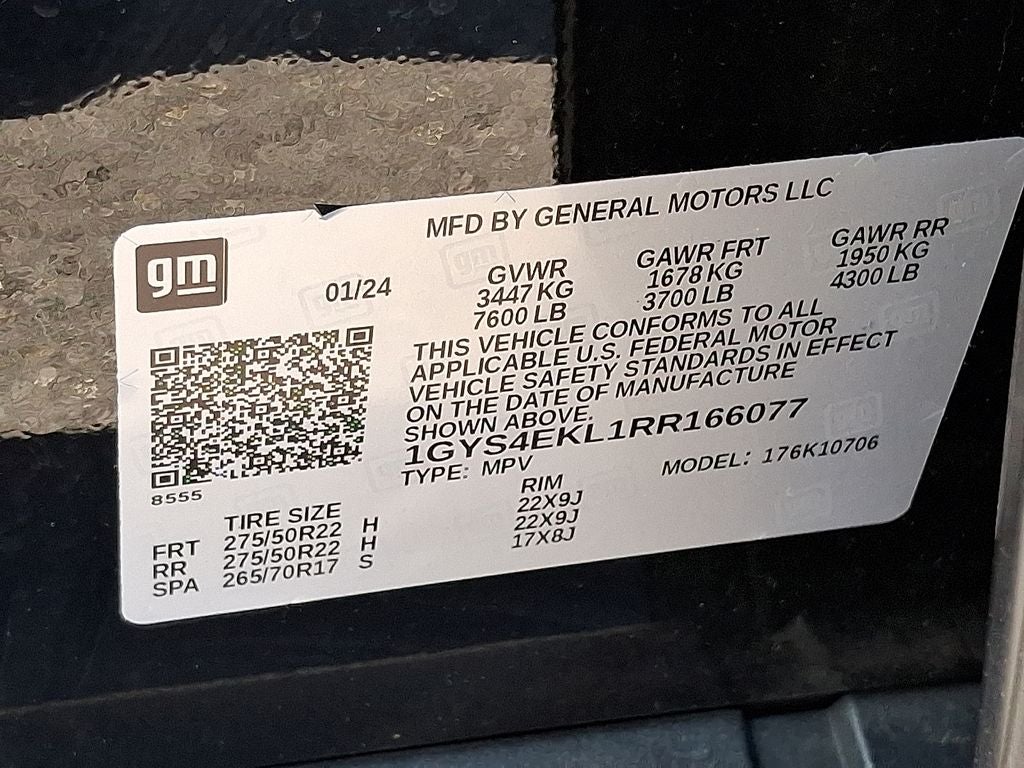 MFD BY GENERAL MOTORS LLC
gm
01/24
GVWR
3447 KG
7600 LB
GAWR FRT
1678 KG
3700 LB
GAWR RR
1950 KG
4300 LB
THIS VEHICLE CONFORMS TO ALL
APPLICABLE U.S. FEDERAL MOTOR
VEHICLE SAFETY STANDARDS IN EFFECT
ON THE DATE OF MANUFACTURE
SHOWN ABOVE.
1GYS4EKL1RR166077
TYPE: MPV MODEL: 176K10706
8555
TIRE SIZE RIM
FRT 275/50R22 H 22X9J
RR 275/50R22 H 22X9J
SPA 265/70R17 S 17X8J